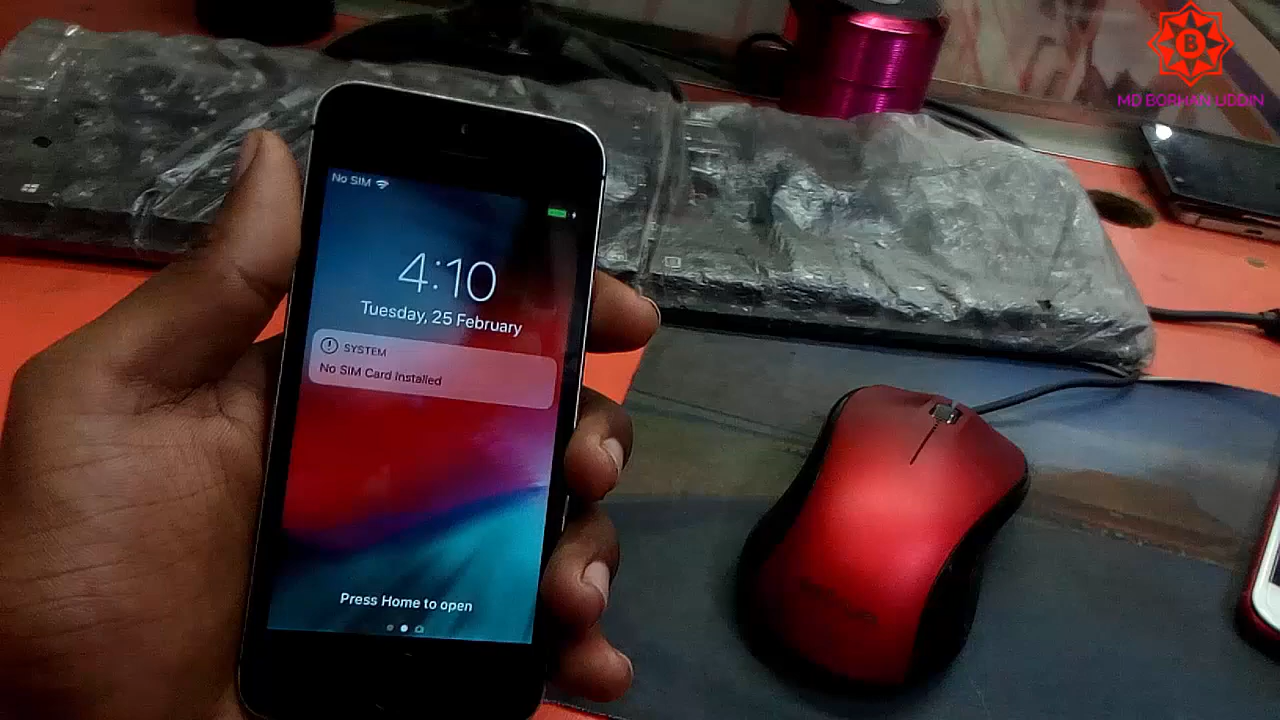 B
MD BORHAN UDDIN
No SIM
4:10
Tuesday, 25 February
SYSTEM
No SIM Card Installed
Press Home to open